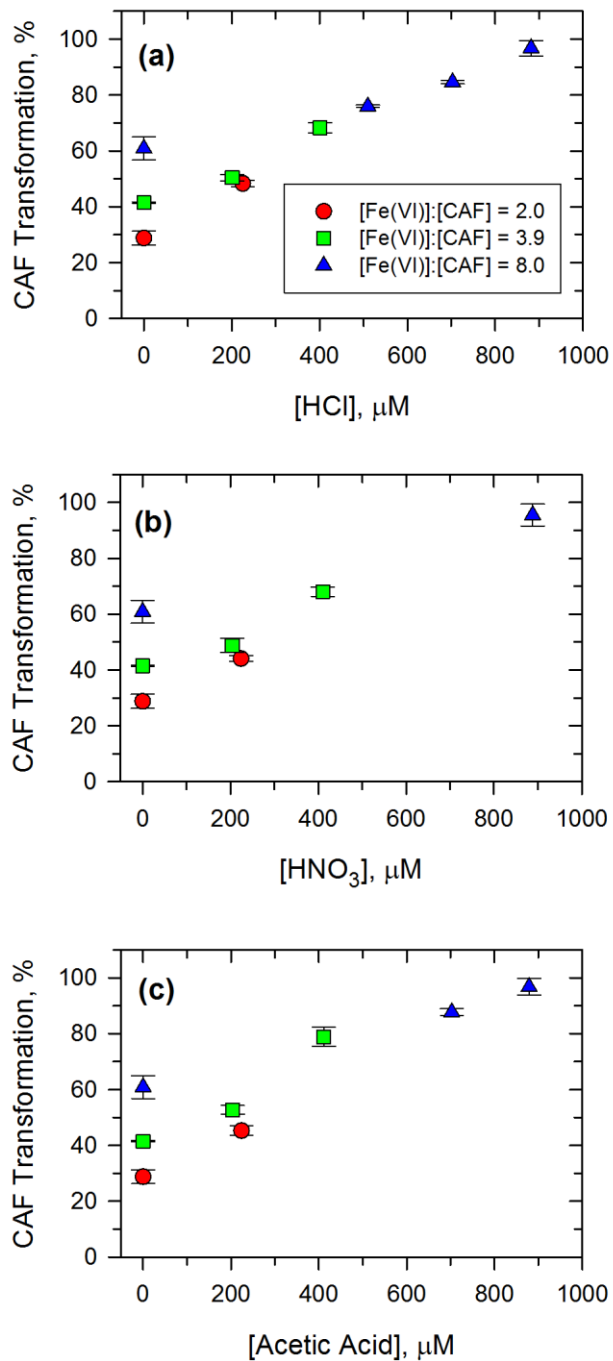 (a)
CAF Transformation, %
100
80
60
40
20
0
[Fe(VI)]:[CAF] = 2.0
[Fe(VI)]:[CAF] = 3.9
[Fe(VI)]:[CAF] = 8.0
0 200 400 600 800 1000
[HCl], μM
(b)
CAF Transformation, %
100
80
60
40
20
0
0 200 400 600 800 1000
[HNO₃], μM
(c)
CAF Transformation, %
100
80
60
40
20
0
0 200 400 600 800 1000
[Acetic Acid], μM